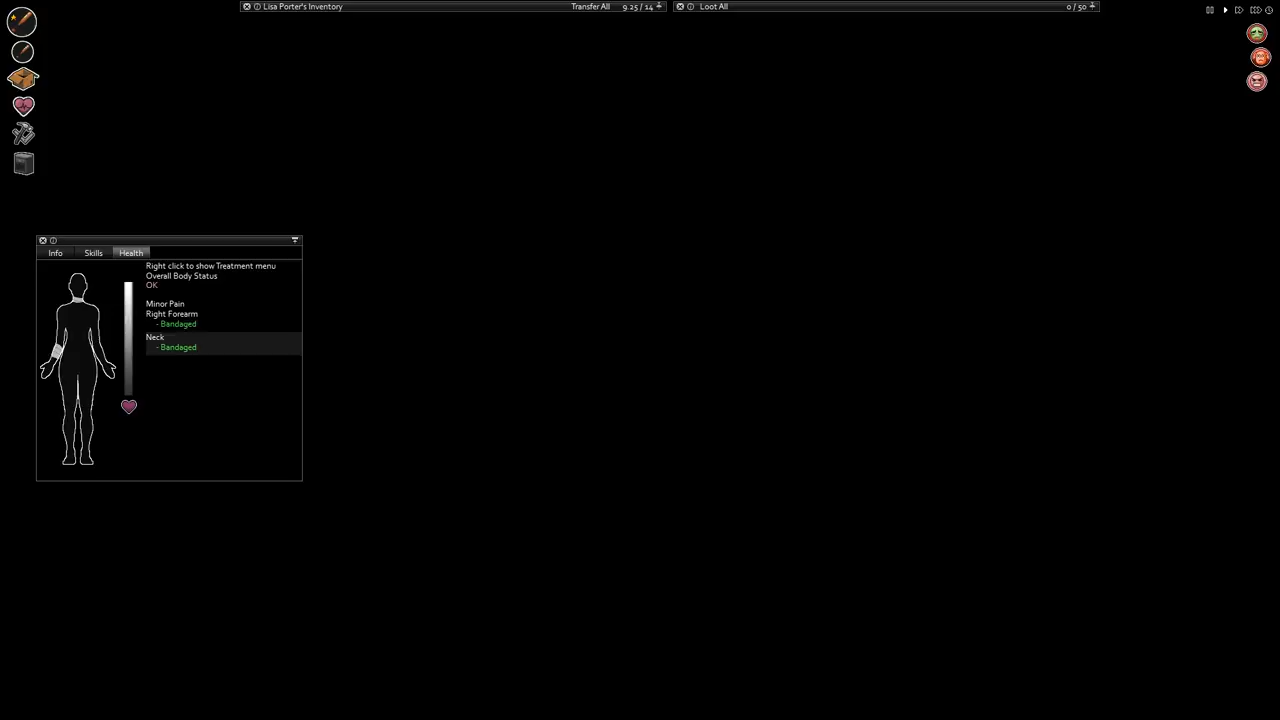 Lisa Porter's Inventory Transfer All 9.25 / 14
Loot All 0 / 50
Info Skills Health
Right click to show Treatment menu
Overall Body Status
OK
Minor Pain
Right Forearm
- Bandaged
Neck
- Bandaged